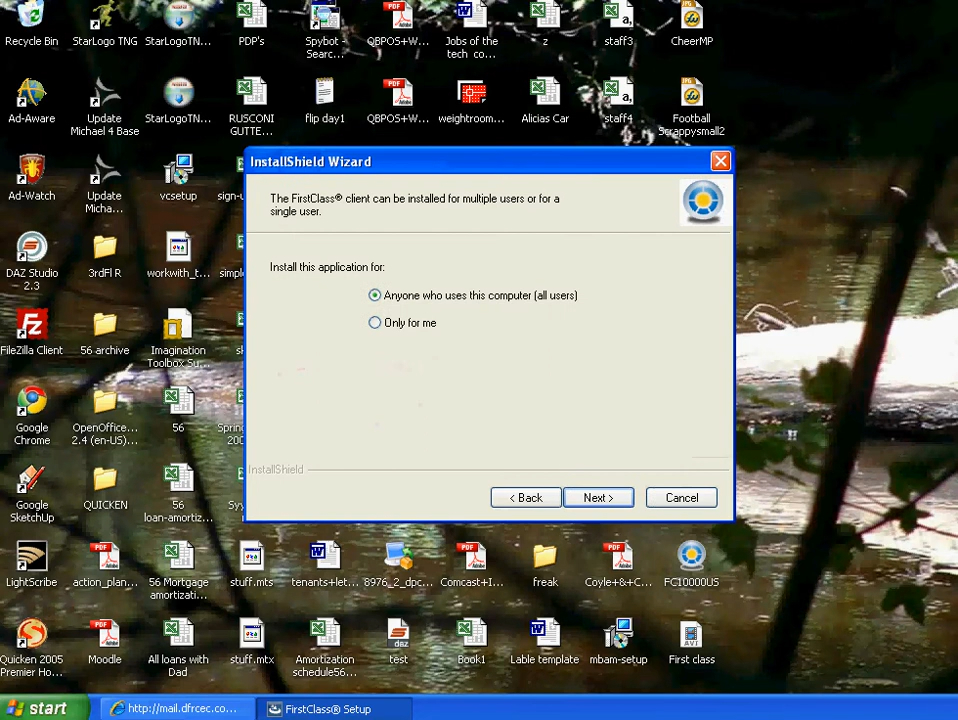 Recycle Bin
StarLogo TNG
StarLogoTN...
PDP's
Spybot -
Searc...
QBPOS+W...
Jobs of the
tech co...
z
staff3
CheerMP
Ad-Aware
Update
Michael 4 Base
StarLogoTN...
RUSCONI
GUTTE...
flip day1
QBPOS+W...
weightroom...
Alicias Car
staff4
Football
Scrappysmall2
InstallShield Wizard
The FirstClass® client can be installed for multiple users or for a
single user.
Install this application for:
Anyone who uses this computer (all users)
Only for me
InstallShield
< Back
Next >
Cancel
Ad-Watch
Update
Micha...
vcsetup
sign-u
DAZ Studio
2.3
3rdFl R
workwith_t...
simple
FileZilla Client
56 archive
Imagination
Toolbox Su...
Google
Chrome
OpenOffice...
2.4 (en-US)...
56
Spring
200
Google
SketchUp
QUICKEN
56
loan-amortiz...
Syy
LightScribe
action_plan...
56 Mortgage
amortizati...
stuff.mts
tenants+let...
8976_2_dpc...
Comcast+I...
freak
Coyle+&+C...
FC10000US
Quicken 2005
Premier Ho...
Moodle
All loans with
Dad
stuff.mtx
Amortization
schedule56...
test
Book1
Lable template
mbam-setup
First class
start
http://mail.dfrcec.co...
FirstClass® Setup